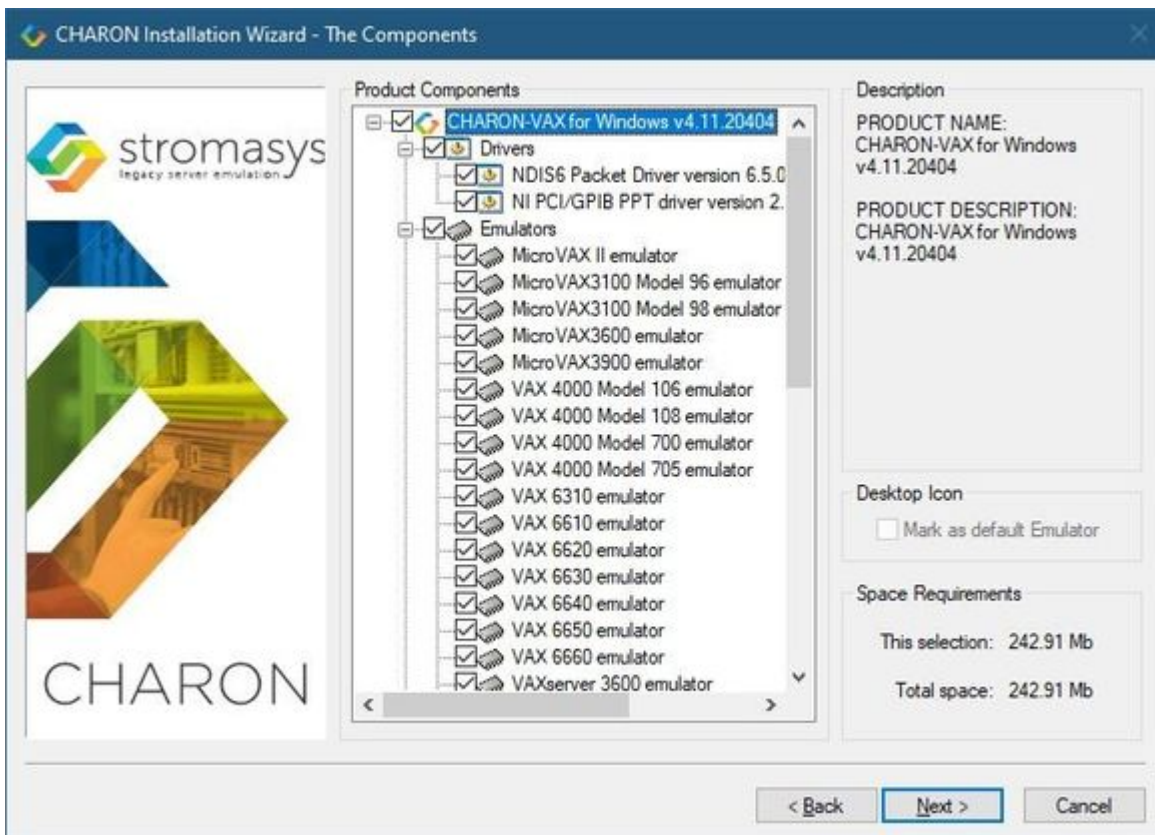 CHARON Installation Wizard - The Components
stromasys
legacy server emulation
CHARON
Product Components
CHARON-VAX for Windows v4.11.20404
Drivers
NDIS6 Packet Driver version 6.5.0
NI PCI/GPIB PPT driver version 2.
Emulators
MicroVAX II emulator
MicroVAX3100 Model 96 emulator
MicroVAX3100 Model 98 emulator
MicroVAX3600 emulator
MicroVAX3900 emulator
VAX 4000 Model 106 emulator
VAX 4000 Model 108 emulator
VAX 4000 Model 700 emulator
VAX 4000 Model 705 emulator
VAX 6310 emulator
VAX 6610 emulator
VAX 6620 emulator
VAX 6630 emulator
VAX 6640 emulator
VAX 6650 emulator
VAX 6660 emulator
VAXserver 3600 emulator
Description
PRODUCT NAME:
CHARON-VAX for Windows
v4.11.20404
PRODUCT DESCRIPTION:
CHARON-VAX for Windows
v4.11.20404
Desktop Icon
Mark as default Emulator
Space Requirements
This selection: 242.91 Mb
Total space: 242.91 Mb
< Back
Next >
Cancel